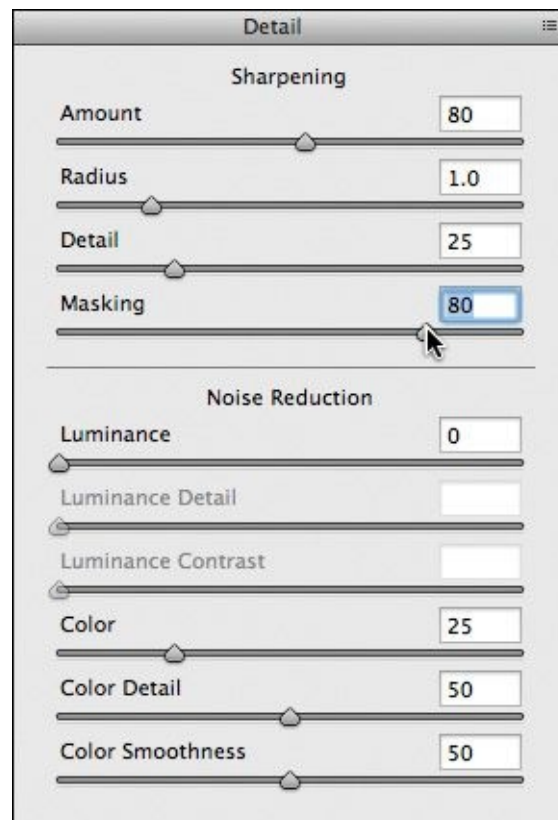 Detail
Sharpening
Amount 80
Radius 1.0
Detail 25
Masking 80
Noise Reduction
Luminance 0
Luminance Detail
Luminance Contrast
Color 25
Color Detail 50
Color Smoothness 50